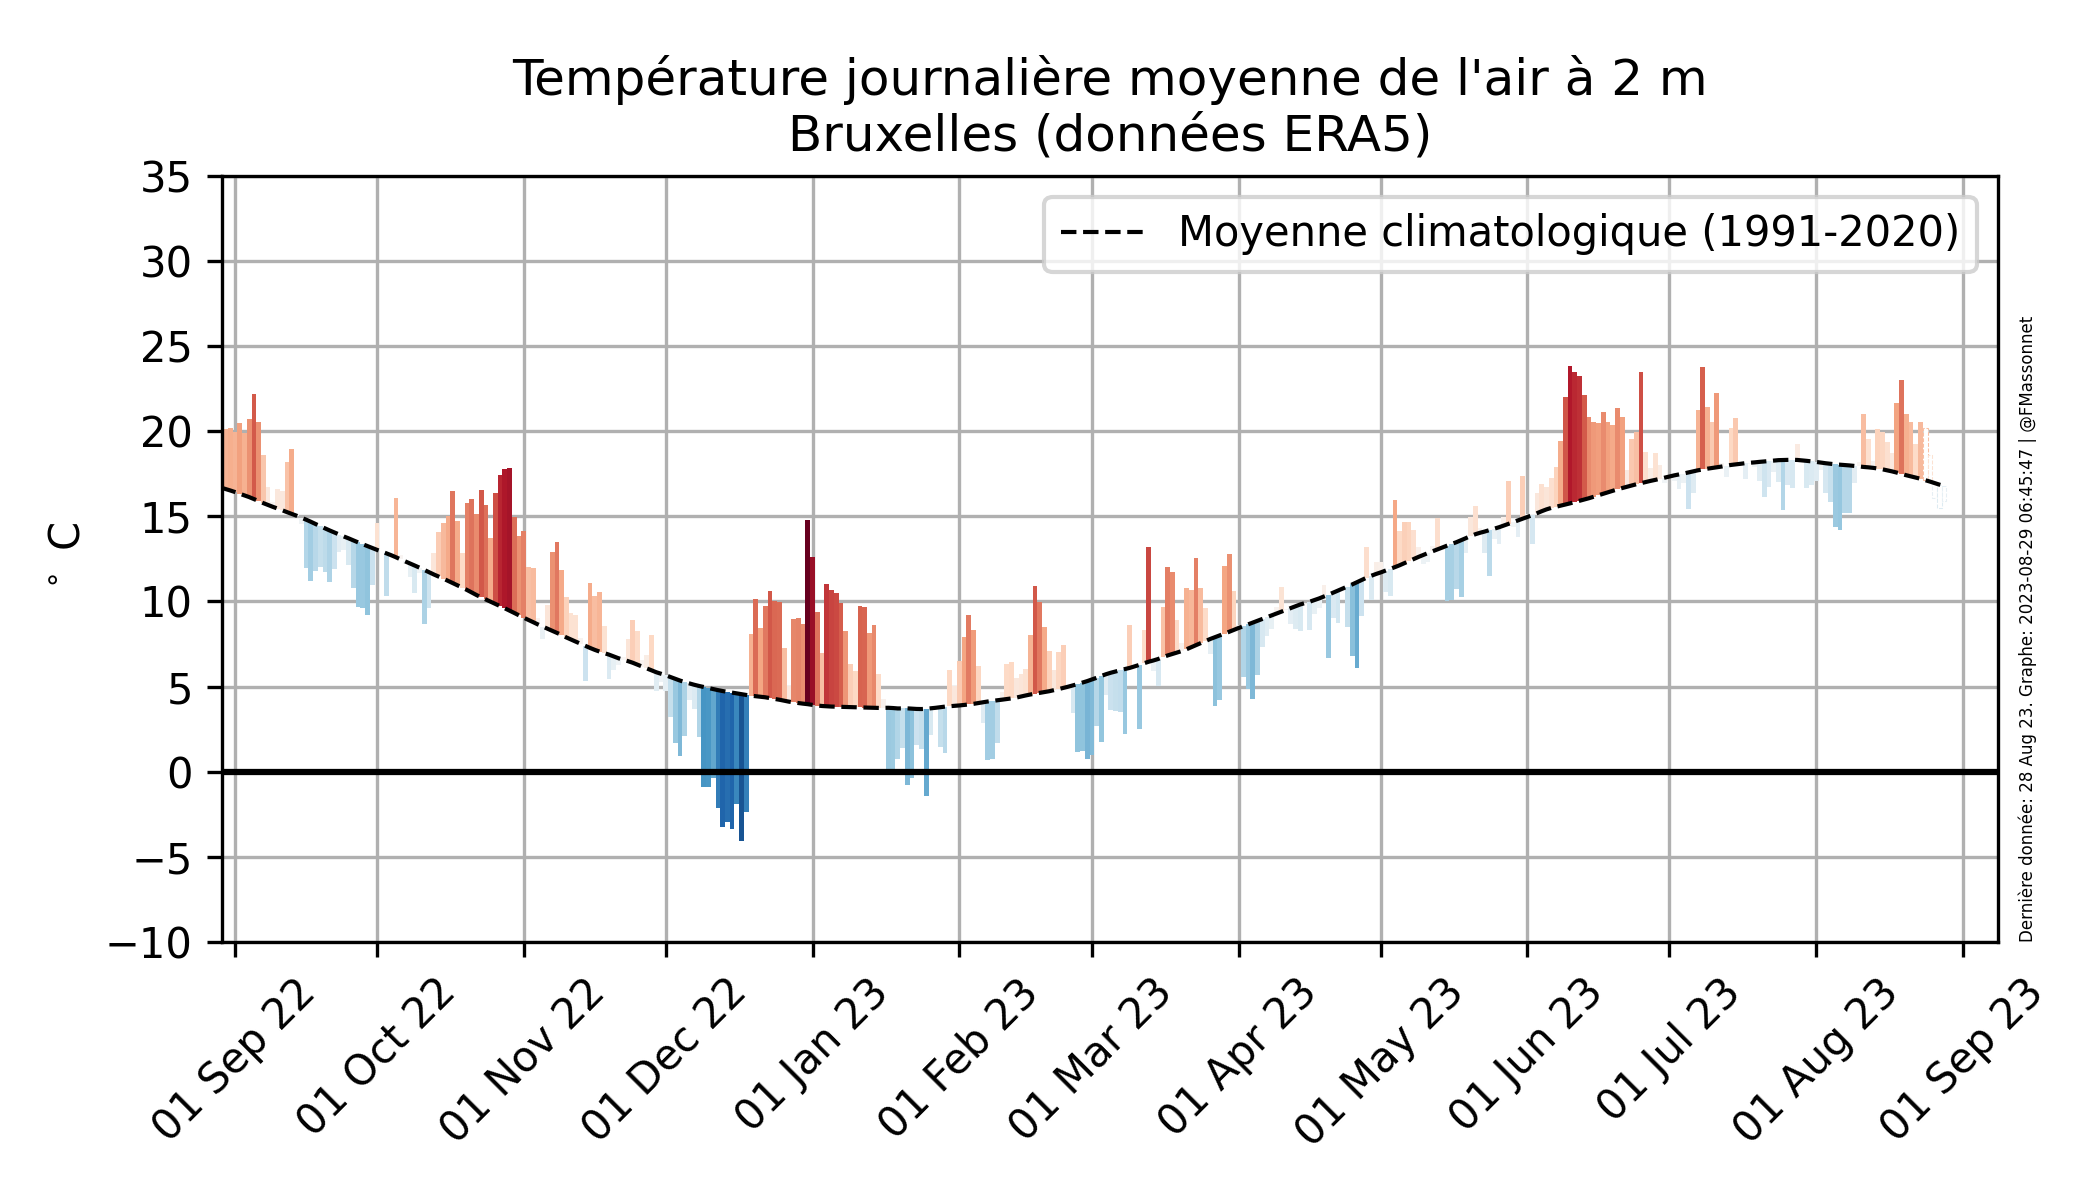 Température journalière moyenne de l'air à 2 m
Bruxelles (données ERA5)
Moyenne climatologique (1991-2020)
° C
35
30
25
20
15
10
5
0
−5
−10
01 Sep 22
01 Oct 22
01 Nov 22
01 Dec 22
01 Jan 23
01 Feb 23
01 Mar 23
01 Apr 23
01 May 23
01 Jun 23
01 Jul 23
01 Aug 23
01 Sep 23
Dernière donnée: 28 Aug 23. Graphe: 2023-08-29 06:45:47 | @FMassonnet